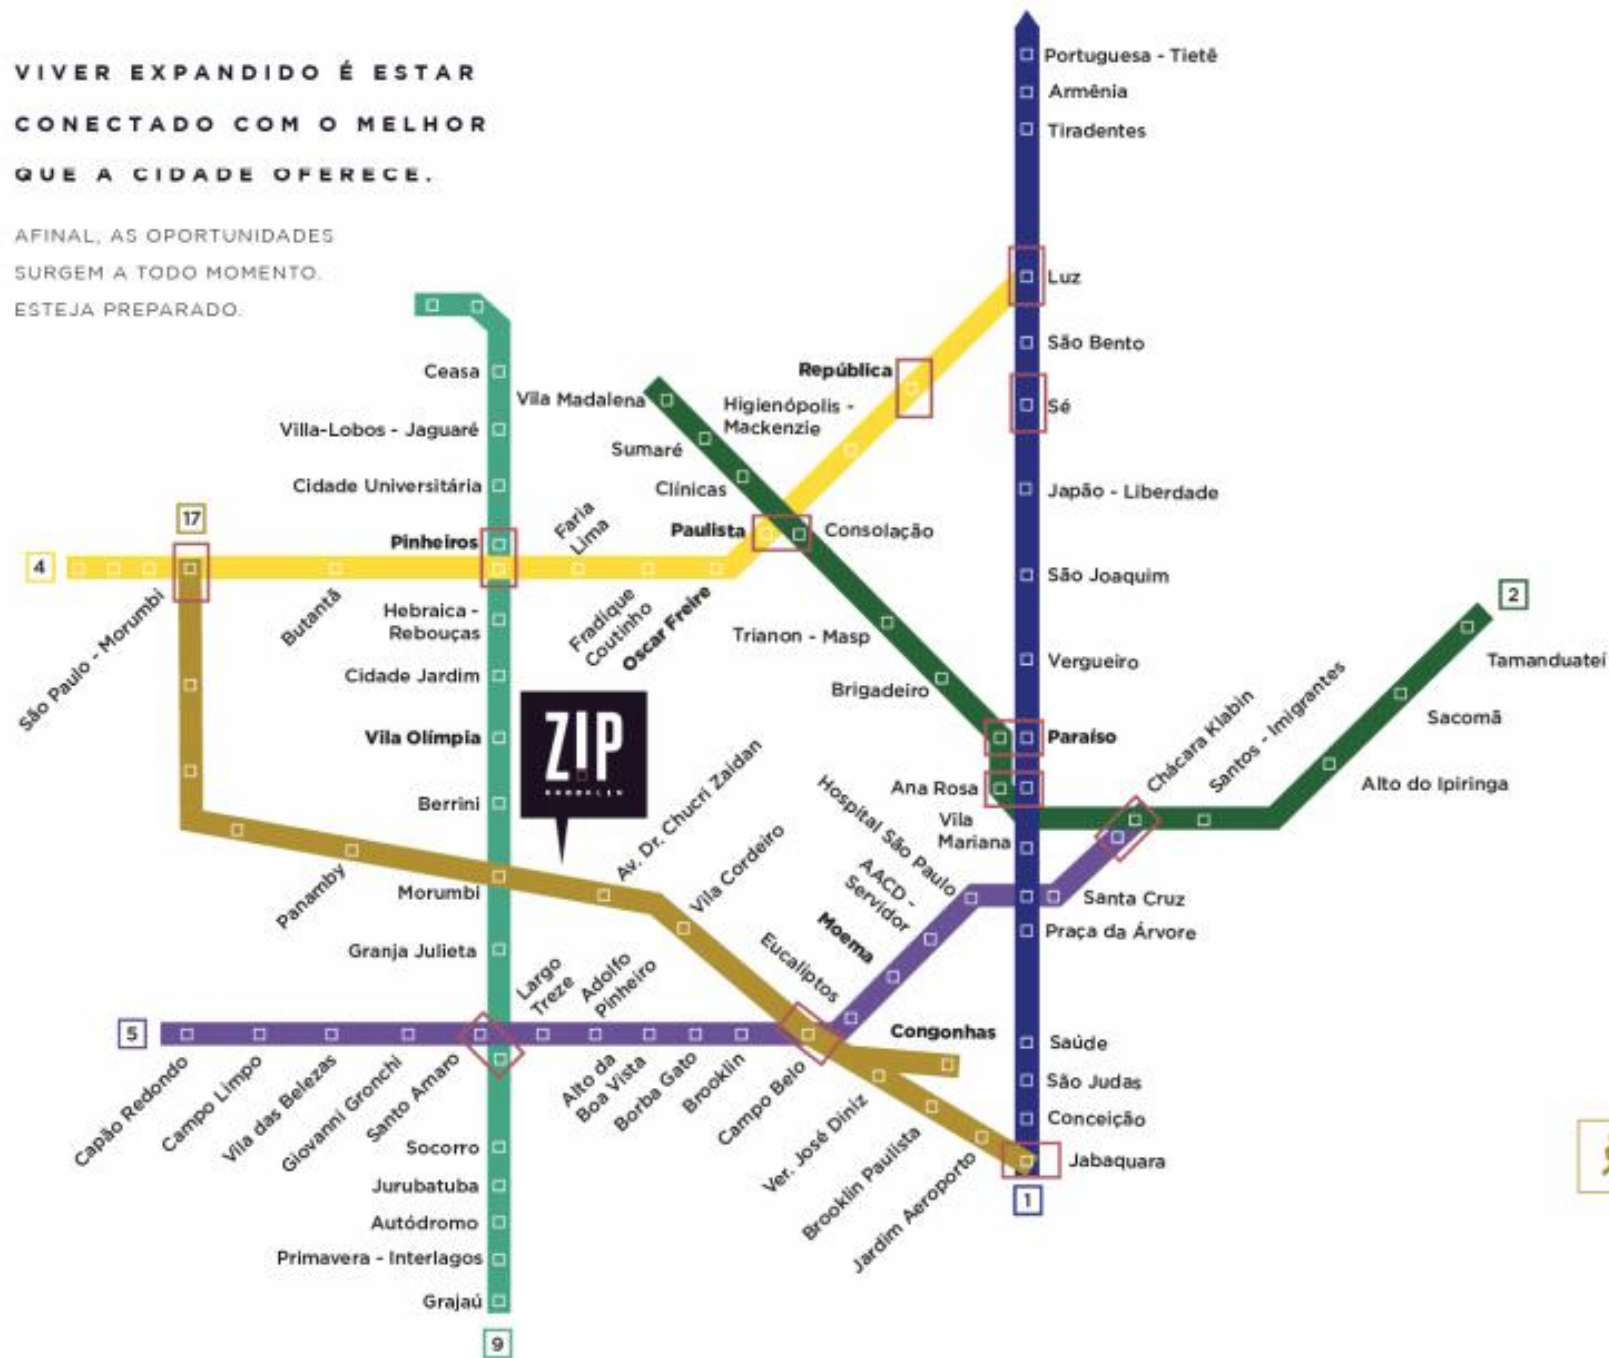 VIVER EXPANDIDO É ESTAR
CONECTADO COM O MELHOR
QUE A CIDADE OFERECE.
AFINAL, AS OPORTUNIDADES
SURGEM A TODO MOMENTO.
ESTEJA PREPARADO.
Portuguesa - Tietê
Armênia
Tiradentes
Luz
São Bento
Sé
Japão - Liberdade
São Joaquim
Vergueiro
Paraíso
Ana Rosa
Vila
Mariana
Santa Cruz
Praça da Árvore
Saúde
São Judas
Conceição
Jabaquara
1
República
Higienópolis -
Mackenzie
Paulista
Oscar Freire
Fradique
Coutinho
Faria
Lima
Pinheiros
Butantã
São Paulo - Morumbi
4
17
Vila Madalena
Sumaré
Clínicas
Consolação
Trianon - Masp
Brigadeiro
Chácara Klabin
Santos - Imigrantes
Alto do Ipiringa
Sacomã
Tamanduateí
2
Ceasa
Villa-Lobos - Jaguaré
Cidade Universitária
Hebraica -
Rebouças
Cidade Jardim
Vila Olímpia
Berrini
Morumbi
Granja Julieta
Socorro
Jurubatuba
Autódromo
Primavera - Interlagos
Grajaú
9
ZIP
BROOKLIN
Panamby
Av. Dr. Chucri Zaidan
Vila Cordeiro
Congonhas
Ver. José Diniz
Brooklin Paulista
Jardim Aeroporto
5
Capão Redondo
Campo Limpo
Vila das Belezas
Giovanni Gronchi
Santo Amaro
Largo
Treze
Adolfo
Pinheiro
Alto da
Boa Vista
Borba Gato
Brooklin
Campo Belo
Eucaliptos
Moema
AACD -
Servidor
Hospital São Paulo